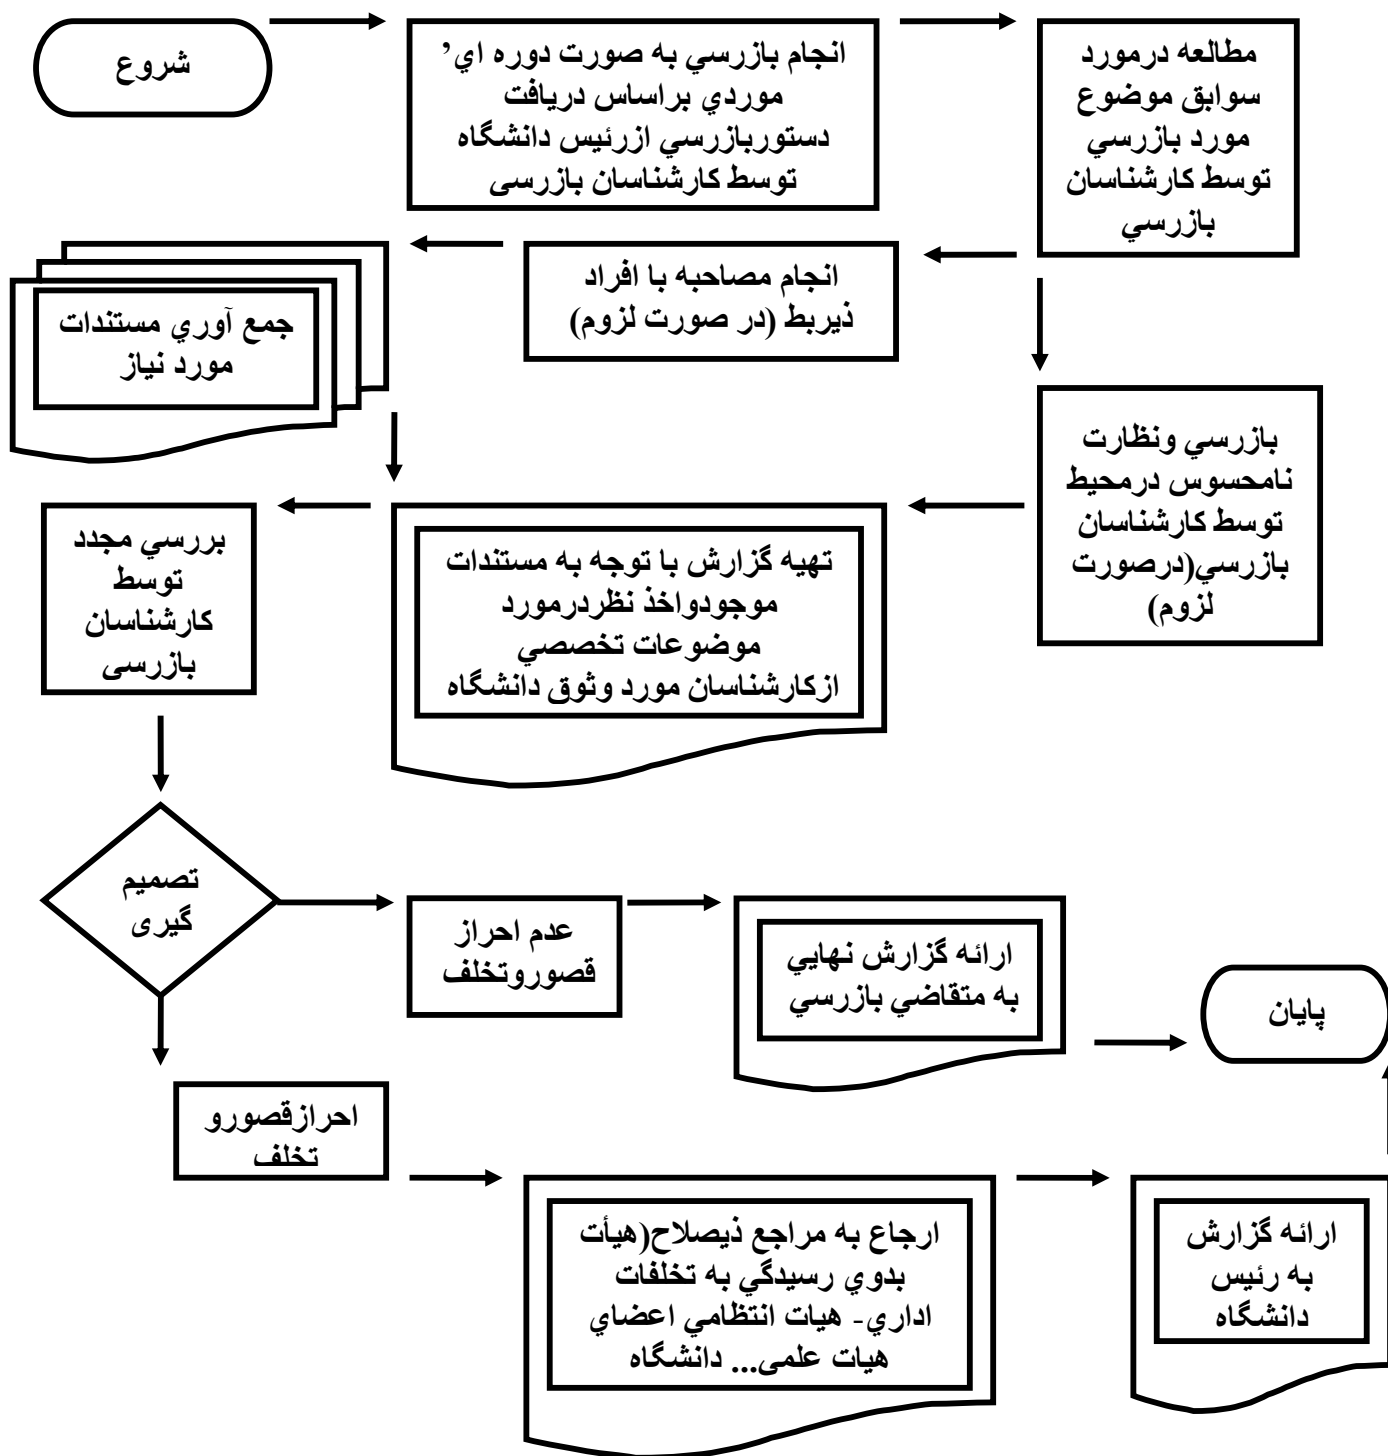 شروع
انجام بازرسي به صورت دوره اي٬
موردي براساس دريافت
دستوربازرسي ازرئيس دانشگاه
توسط كارشناسان بازرسی
مطالعه درمورد
سوابق موضوع
مورد بازرسي
توسط كارشناسان
بازرسي
انجام مصاحبه با افراد
ذيربط (در صورت لزوم)
جمع آوري مستندات
مورد نياز
بازرسي ونظارت
نامحسوس درمحيط
توسط كارشناسان
بازرسي(درصورت
لزوم)
تهيه گزارش با توجه به مستندات
موجودواخذ نظردرمورد
موضوعات تخصصي
ازكارشناسان مورد وثوق دانشگاه
بررسي مجدد
توسط
كارشناسان
بازرسی
تصميم
گيری
عدم احراز
قصوروتخلف
ارائه گزارش نهايي
به متقاضي بازرسي
پايان
احرازقصورو
تخلف
ارجاع به مراجع ذيصلاح(هيأت
بدوي رسيدگي به تخلفات
اداري- هيات انتظامي اعضاي
هيات علمی... دانشگاه
ارائه گزارش
به رئيس
دانشگاه